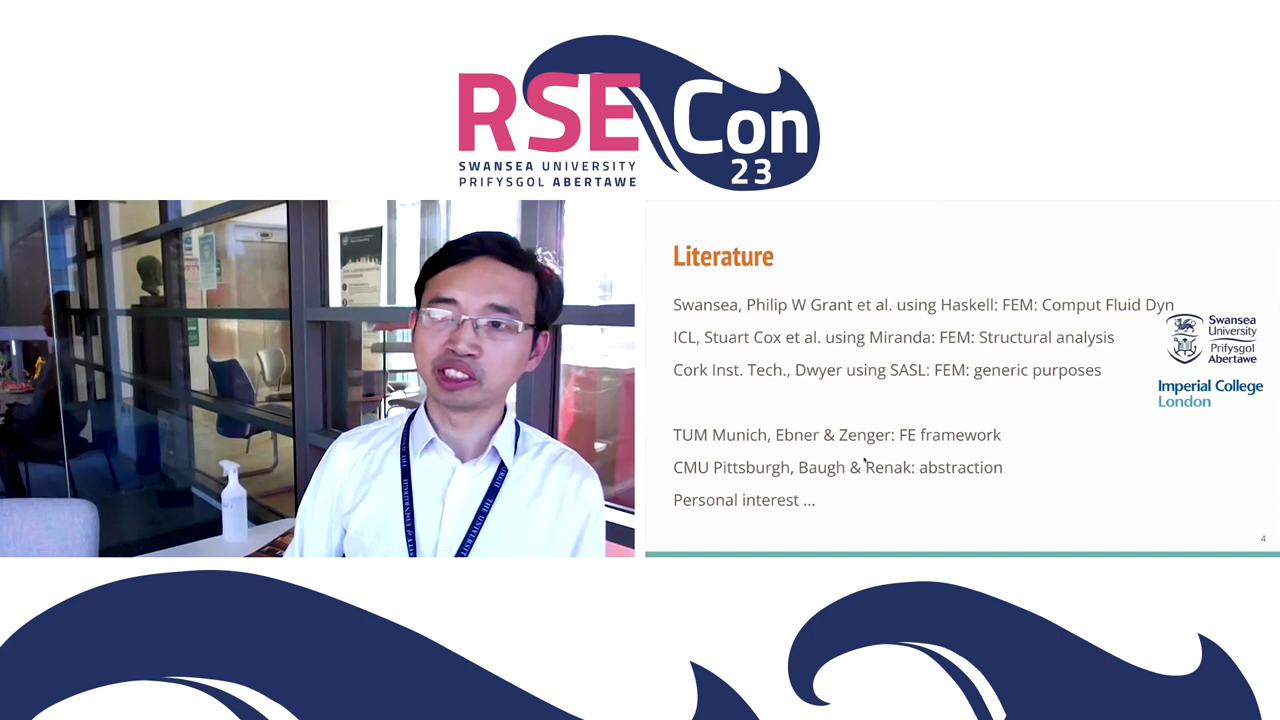 RSE Con
23
SWANSEA UNIVERSITY
PRIFYSGOL ABERTAWE
Literature
Swansea, Philip W Grant et al. using Haskell: FEM: Comput Fluid Dyn
ICL, Stuart Cox et al. using Miranda: FEM: Structural analysis
Cork Inst. Tech., Dwyer using SASL: FEM: generic purposes
TUM Munich, Ebner & Zenger: FE framework
CMU Pittsburgh, Baugh & Renak: abstraction
Personal interest ...
Swansea
University
Prifysgol
Abertawe
Imperial College
London
4
THE UNIVERSIT